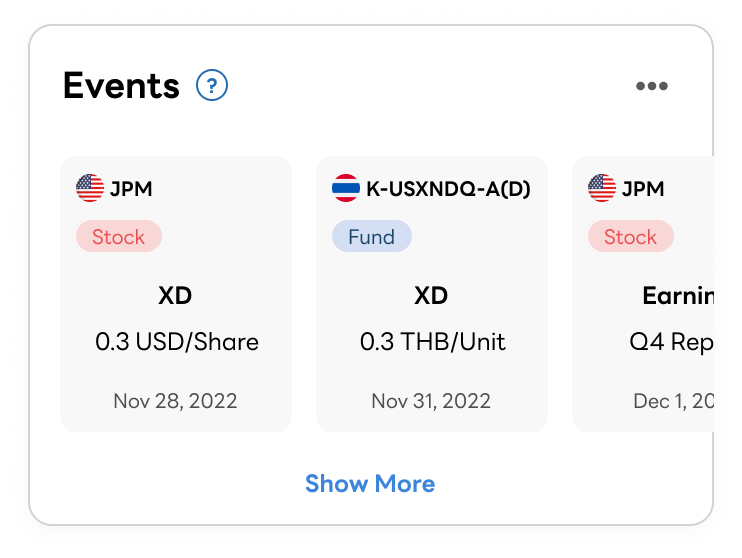 Events ?
JPM
Stock
XD
0.3 USD/Share
Nov 28, 2022
K-USXNDQ-A(D)
Fund
XD
0.3 THB/Unit
Nov 31, 2022
JPM
Stock
Earnin
Q4 Rep
Dec 1, 20
Show More